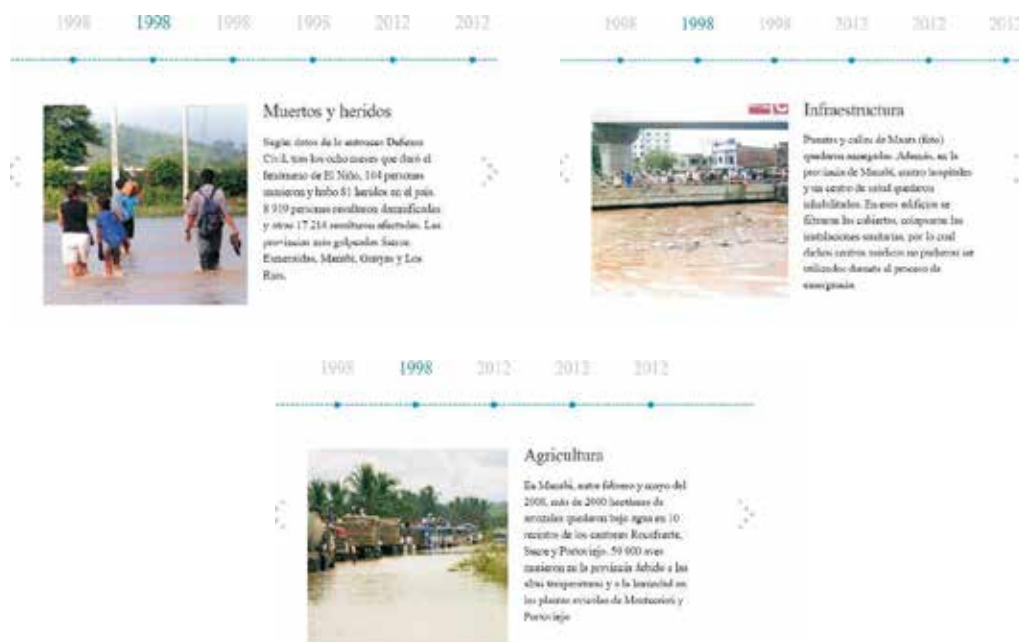 1998 1998 1998 1998 2012 2012
Muertos y heridos
Según datos de la entonces Defensa
Civil, tras los ocho meses que duró el
fenómeno de El Niño, 104 personas
murieron y hubo 81 heridos en el país.
8 919 personas resultaron damnificadas
y otras 17 214 resultaron afectadas. Las
provincias más golpeadas fueron
Esmeraldas, Manabí, Guayas y Los
Ríos.
1998 1998 1998 2012 2012 2012
Infraestructura
Puentes y calles de (foto)
quedaron anegados. Además, en la
provincia de Manabí, cuatro hospitales
y un centro de salud quedaron
inhabilitados. En esos edificios se
filtraron las cubiertas, colapsaron las
instalaciones sanitarias, por lo cual
dichos centros médicos no pudieron ser
utilizados durante el proceso de
emergencia
1998 1998 2012 2012 2012
Agricultura
En Manabí, entre febrero y mayo del
más de 2000 hectáreas de
arrozales quedaron bajo agua en 10
recintos de los cantones Rocafuerte,
Sucre y Portoviejo. 50 000 aves
murieron en la provincia debido a las
altas temperaturas y a la humedad en
las plantas avícolas de Montecristi y
Portoviejo